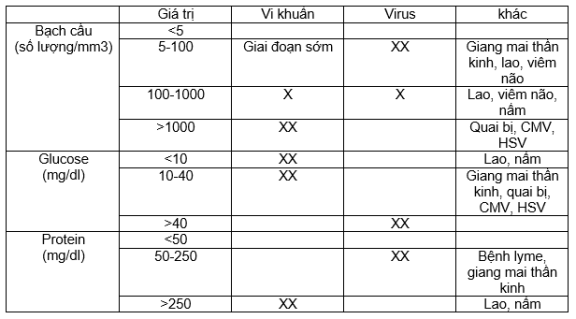 Giá trị Vi khuẩn Virus khác
Bạch cầu <5
(số lượng/mm3) 5-100 Giai đoạn sớm XX Giang mai thần
kinh, lao, viêm
não
100-1000 X X Lao, viêm não,
nấm
>1000 XX Quai bị, CMV,
HSV
Glucose <10 XX Lao, nấm
(mg/dl) 10-40 XX Giang mai thần
kinh, quai bị,
CMV, HSV
>40 XX
Protein <50
(mg/dl) 50-250 XX Bệnh lyme,
giang mai thần
kinh
>250 XX Lao, nấm